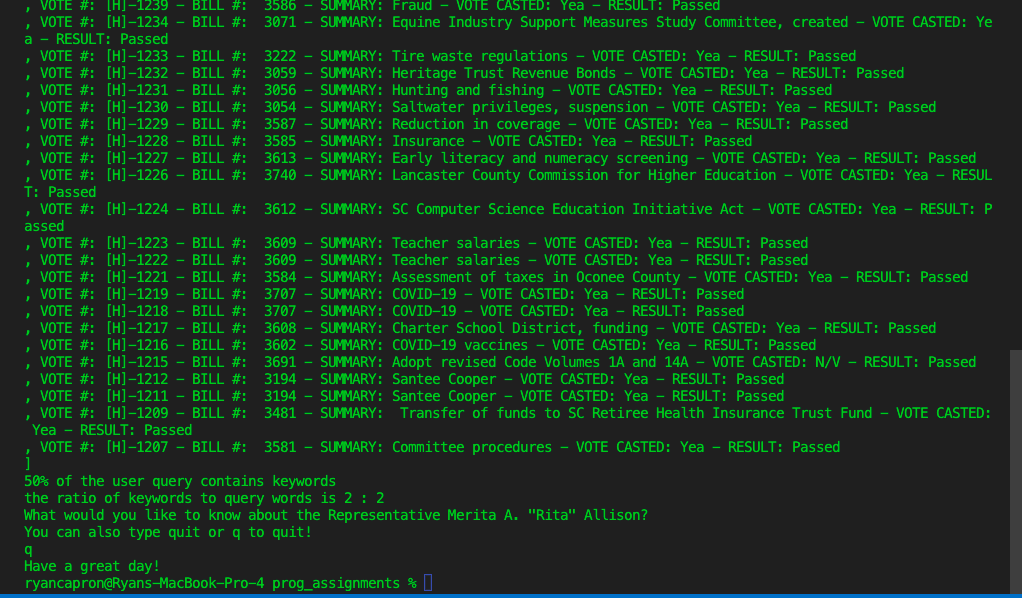 , VOTE #: [H]-1239 - BILL #:  3586 - SUMMARY: Fraud - VOTE CASTED: Yea - RESULT: Passed
, VOTE #: [H]-1234 - BILL #:  3071 - SUMMARY: Equine Industry Support Measures Study Committee, created - VOTE CASTED: Ye
a - RESULT: Passed
, VOTE #: [H]-1233 - BILL #:  3222 - SUMMARY: Tire waste regulations - VOTE CASTED: Yea - RESULT: Passed
, VOTE #: [H]-1232 - BILL #:  3059 - SUMMARY: Heritage Trust Revenue Bonds - VOTE CASTED: Yea - RESULT: Passed
, VOTE #: [H]-1231 - BILL #:  3056 - SUMMARY: Hunting and fishing - VOTE CASTED: Yea - RESULT: Passed
, VOTE #: [H]-1230 - BILL #:  3054 - SUMMARY: Saltwater privileges, suspension - VOTE CASTED: Yea - RESULT: Passed
, VOTE #: [H]-1229 - BILL #:  3587 - SUMMARY: Reduction in coverage - VOTE CASTED: Yea - RESULT: Passed
, VOTE #: [H]-1228 - BILL #:  3585 - SUMMARY: Insurance - VOTE CASTED: Yea - RESULT: Passed
, VOTE #: [H]-1227 - BILL #:  3613 - SUMMARY: Early literacy and numeracy screening - VOTE CASTED: Yea - RESULT: Passed
, VOTE #: [H]-1226 - BILL #:  3740 - SUMMARY: Lancaster County Commission for Higher Education - VOTE CASTED: Yea - RESUL
T: Passed
, VOTE #: [H]-1224 - BILL #:  3612 - SUMMARY: SC Computer Science Education Initiative Act - VOTE CASTED: Yea - RESULT: P
assed
, VOTE #: [H]-1223 - BILL #:  3609 - SUMMARY: Teacher salaries - VOTE CASTED: Yea - RESULT: Passed
, VOTE #: [H]-1222 - BILL #:  3609 - SUMMARY: Teacher salaries - VOTE CASTED: Yea - RESULT: Passed
, VOTE #: [H]-1221 - BILL #:  3584 - SUMMARY: Assessment of taxes in Oconee County - VOTE CASTED: Yea - RESULT: Passed
, VOTE #: [H]-1219 - BILL #:  3707 - SUMMARY: COVID-19 - VOTE CASTED: Yea - RESULT: Passed
, VOTE #: [H]-1218 - BILL #:  3707 - SUMMARY: COVID-19 - VOTE CASTED: Yea - RESULT: Passed
, VOTE #: [H]-1217 - BILL #:  3608 - SUMMARY: Charter School District, funding - VOTE CASTED: Yea - RESULT: Passed
, VOTE #: [H]-1216 - BILL #:  3602 - SUMMARY: COVID-19 vaccines - VOTE CASTED: Yea - RESULT: Passed
, VOTE #: [H]-1215 - BILL #:  3691 - SUMMARY: Adopt revised Code Volumes 1A and 14A - VOTE CASTED: N/V - RESULT: Passed
, VOTE #: [H]-1212 - BILL #:  3194 - SUMMARY: Santee Cooper - VOTE CASTED: Yea - RESULT: Passed
, VOTE #: [H]-1211 - BILL #:  3194 - SUMMARY: Santee Cooper - VOTE CASTED: Yea - RESULT: Passed
, VOTE #: [H]-1209 - BILL #:  3481 - SUMMARY:  Transfer of funds to SC Retiree Health Insurance Trust Fund - VOTE CASTED:
 Yea - RESULT: Passed
, VOTE #: [H]-1207 - BILL #:  3581 - SUMMARY: Committee procedures - VOTE CASTED: Yea - RESULT: Passed
]
50% of the user query contains keywords
the ratio of keywords to query words is 2 : 2
What would you like to know about the Representative Merita A. "Rita" Allison?
You can also type quit or q to quit!
q
Have a great day!
ryancapron@Ryans-MacBook-Pro-4 prog_assignments %